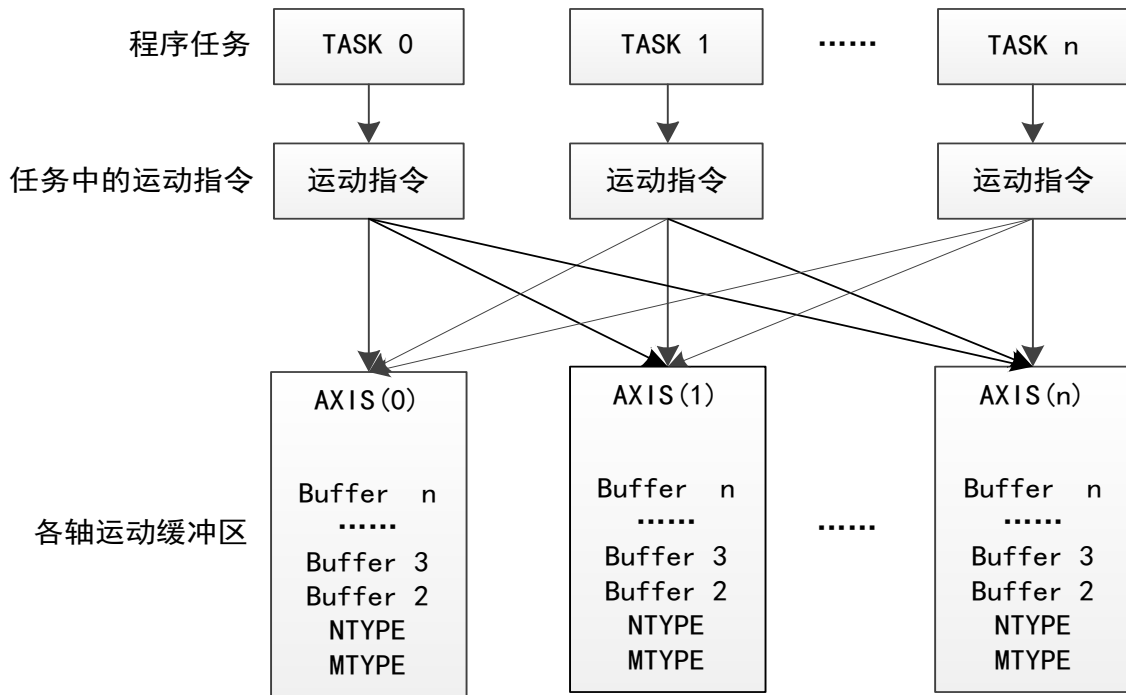 程序任务 TASK 0 TASK 1 …… TASK n
任务中的运动指令 运动指令 运动指令 运动指令
AXIS(0) AXIS(1) AXIS(n)
Buffer n Buffer n Buffer n
…… …… ……
各轴运动缓冲区 ……
Buffer 3 Buffer 3 Buffer 3
Buffer 2 Buffer 2 Buffer 2
NTYPE NTYPE NTYPE
MTYPE MTYPE MTYPE